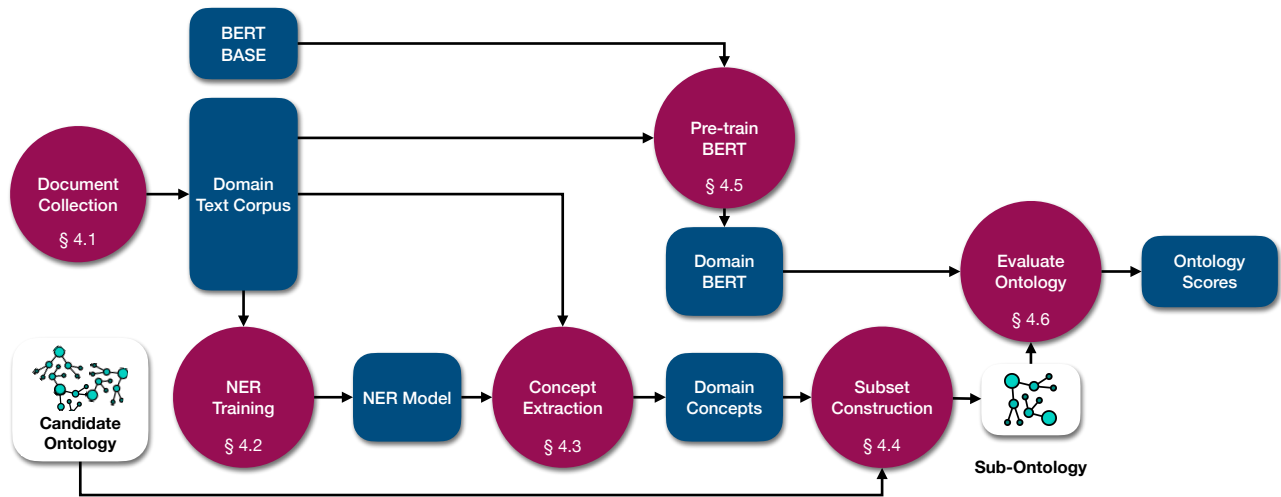 BERT
BASE
Pre-train
BERT
§ 4.5
Document
Collection
§ 4.1
Domain
Text Corpus
Domain
BERT
Evaluate
Ontology
§ 4.6
Ontology
Scores
Candidate
Ontology
NER
Training
§ 4.2
NER Model
Concept
Extraction
§ 4.3
Domain
Concepts
Subset
Construction
§ 4.4
Sub-Ontology